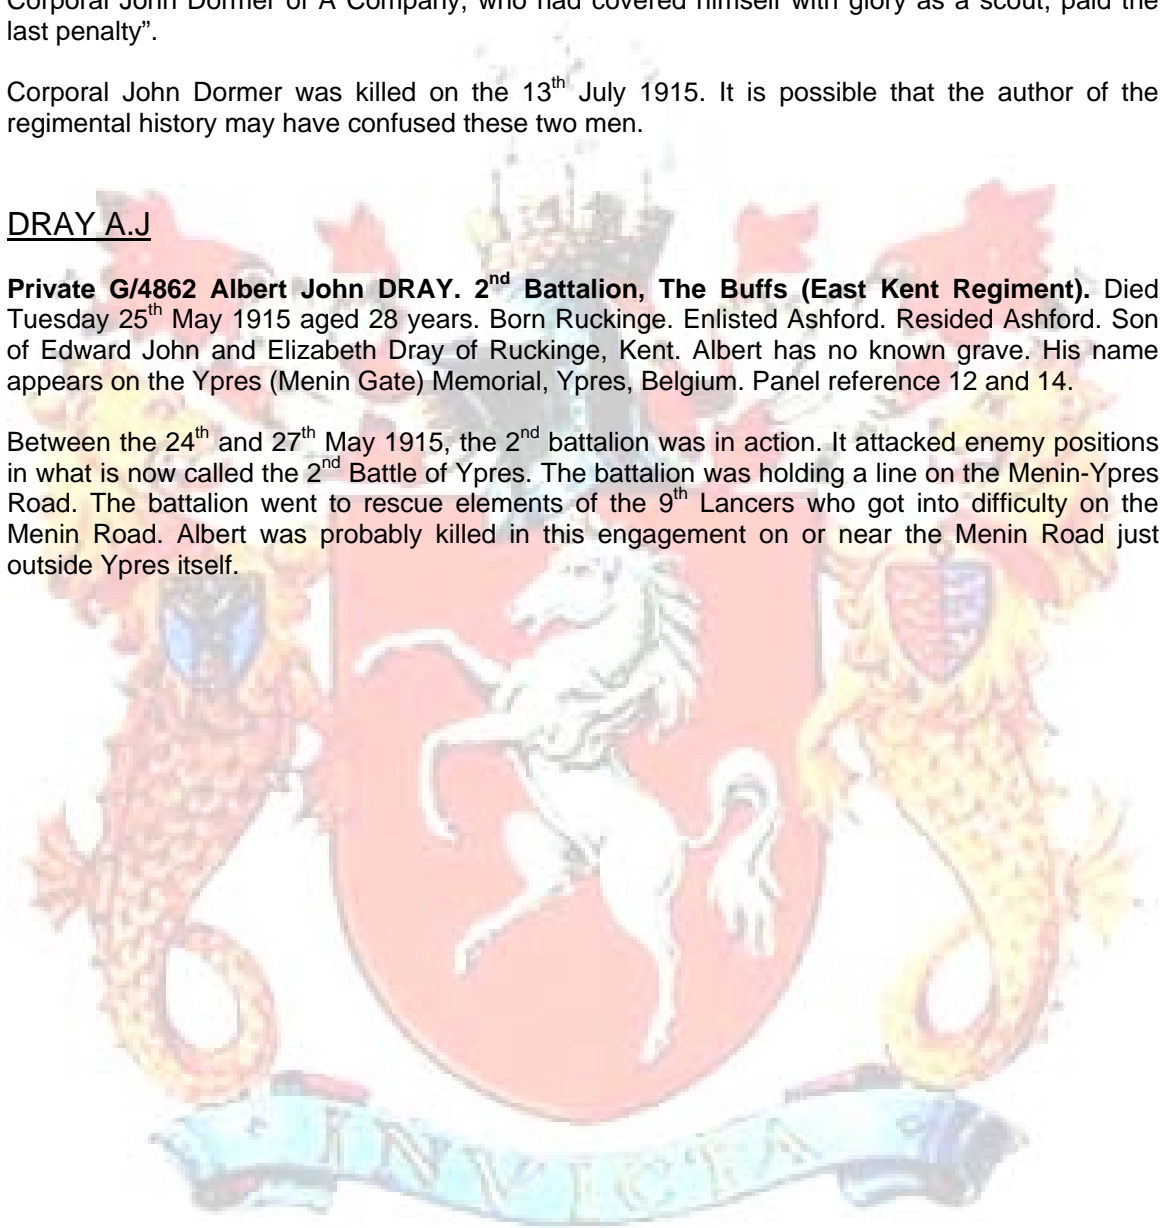 Corporal John Dormer of A Company, who had covered himself with glory as a scout, paid the
last penalty”.
Corporal John Dormer was killed on the 13th July 1915. It is possible that the author of the
regimental history may have confused these two men.
DRAY A.J
Private G/4862 Albert John DRAY. 2nd Battalion, The Buffs (East Kent Regiment). Died
Tuesday 25th May 1915 aged 28 years. Born Ruckinge. Enlisted Ashford. Resided Ashford. Son
of Edward John and Elizabeth Dray of Ruckinge, Kent. Albert has no known grave. His name
appears on the Ypres (Menin Gate) Memorial, Ypres, Belgium. Panel reference 12 and 14.
Between the 24th and 27th May 1915, the 2nd battalion was in action. It attacked enemy positions
in what is now called the 2nd Battle of Ypres. The battalion was holding a line on the Menin-Ypres
Road. The battalion went to rescue elements of the 9th Lancers who got into difficulty on the
Menin Road. Albert was probably killed in this engagement on or near the Menin Road just
outside Ypres itself.
INVICTA